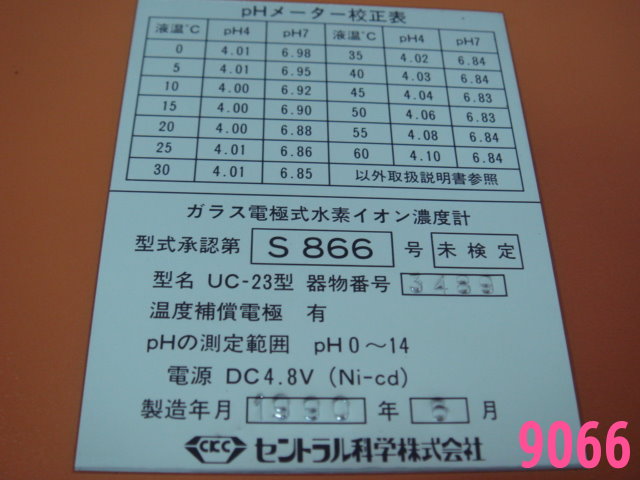 pHメーター校正表
液温℃ pH4 pH7 液温℃ pH4 pH7
0 4.01 6.98 35 4.02 6.84
5 4.01 6.95 40 4.03 6.84
10 4.00 6.92 45 4.04 6.83
15 4.00 6.90 50 4.06 6.83
20 4.00 6.88 55 4.08 6.84
25 4.01 6.86 60 4.10 6.84
30 4.01 6.85 以外取扱説明書参照
ガラス電極式水素イオン濃度計
型式承認第 S 866 号 未検定
型名 UC-23型 器物番号 3489
温度補償電極 有
pHの測定範囲 pH0〜14
電源 DC4.8V (Ni-cd)
製造年月 1990 年 月
CKC セントラル科学株式会社
9066